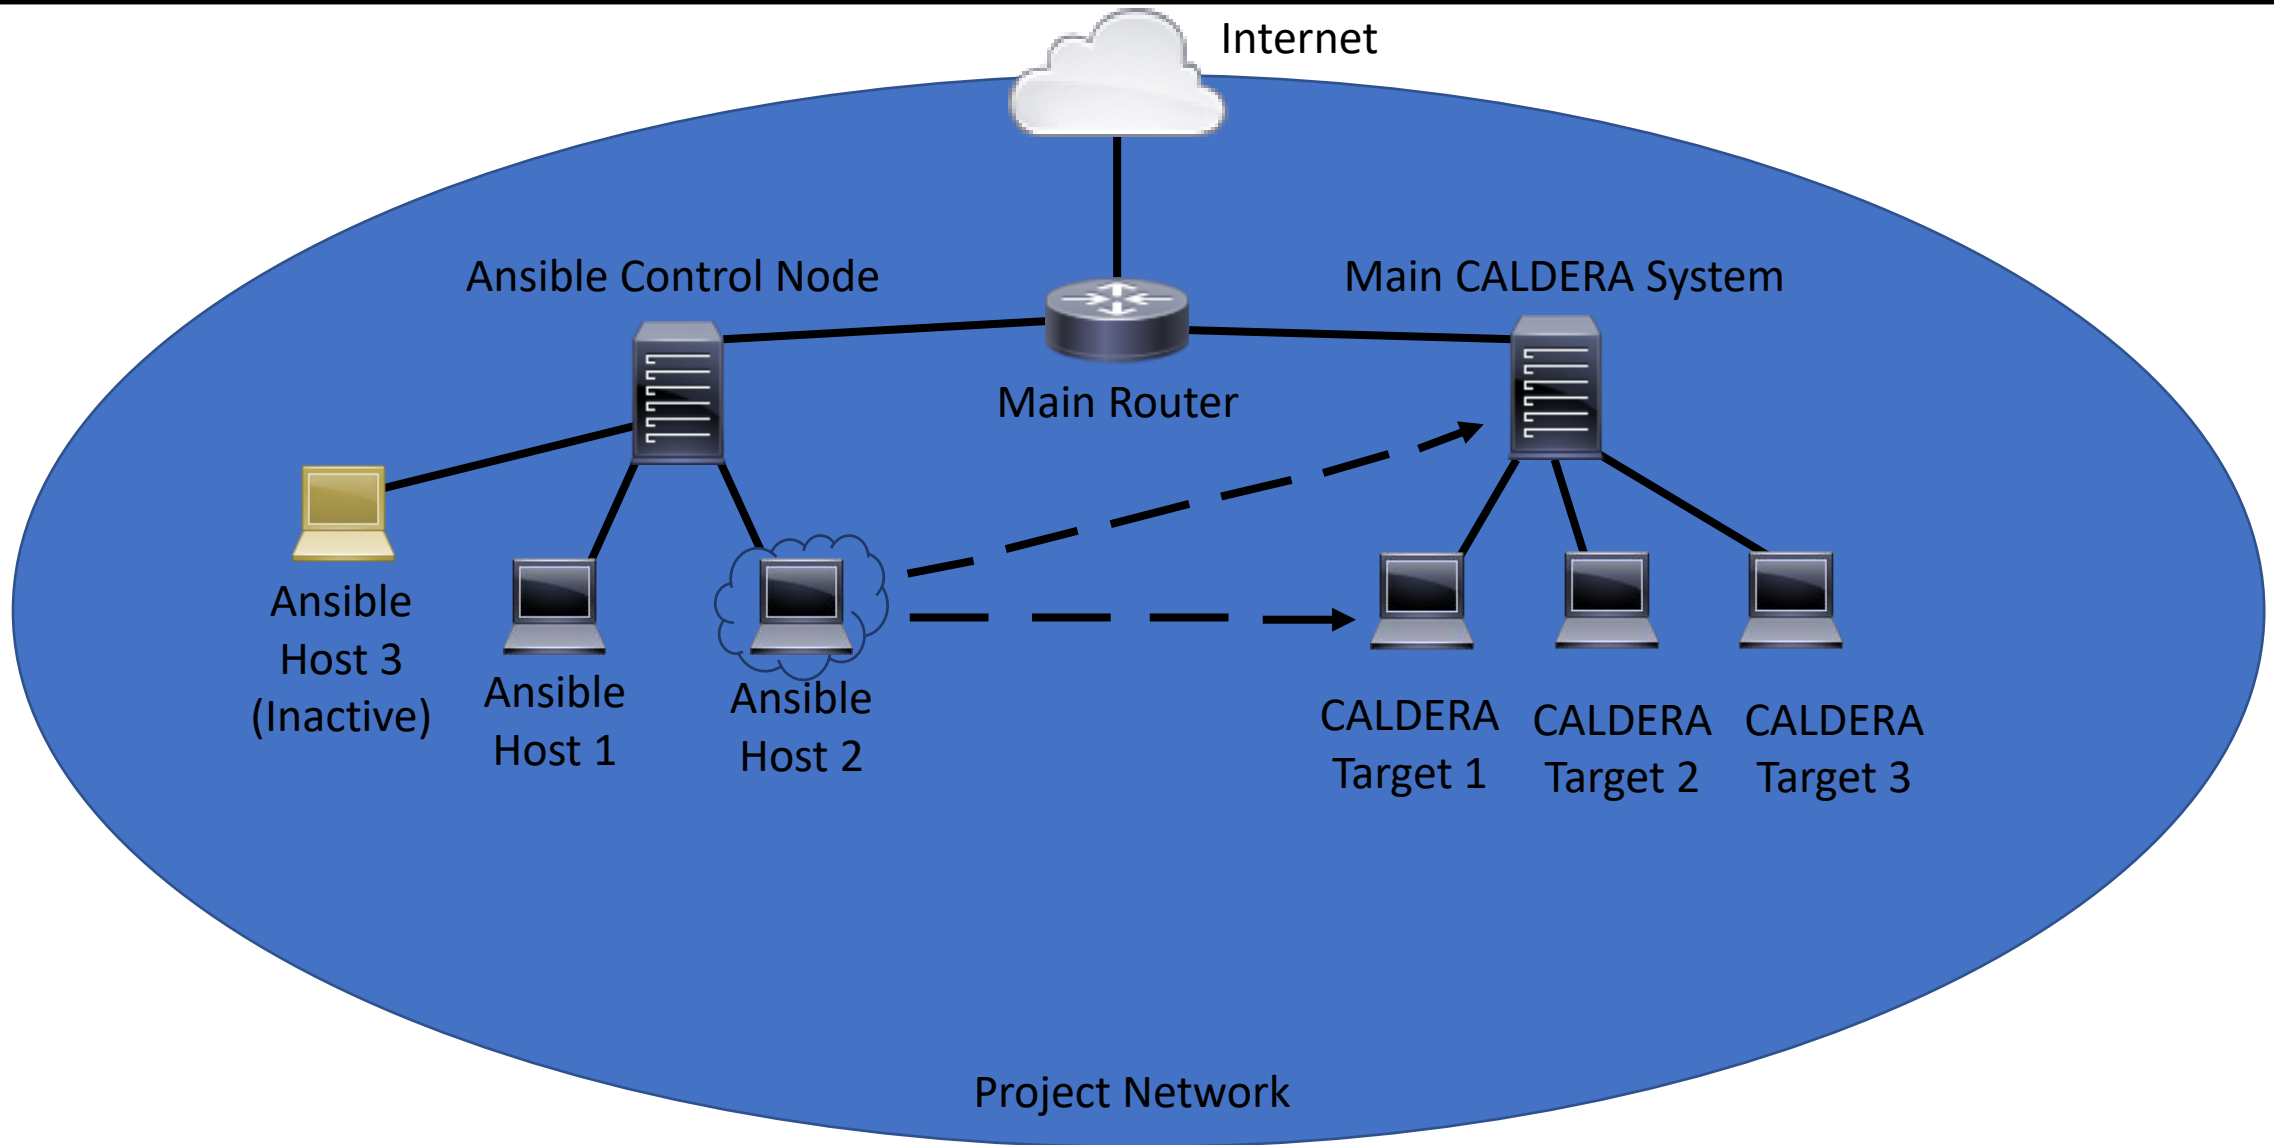 Internet
Ansible Control Node
Main CALDERA System
Main Router
Ansible
Host 3
(Inactive)
Ansible
Host 1
Ansible
Host 2
CALDERA
Target 1
CALDERA
Target 2
CALDERA
Target 3
Project Network